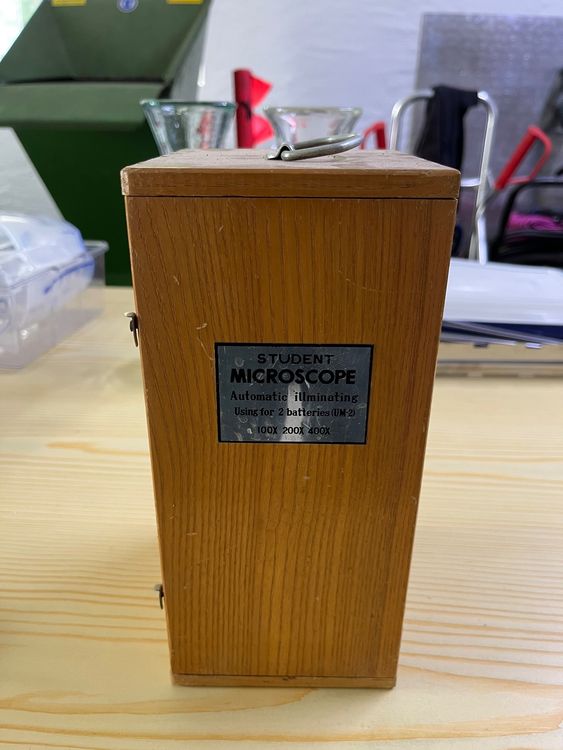 STUDENT
MICROSCOPE
Automatic illminating
Using for 2 batteries (UM-2)
100X 200X 400X